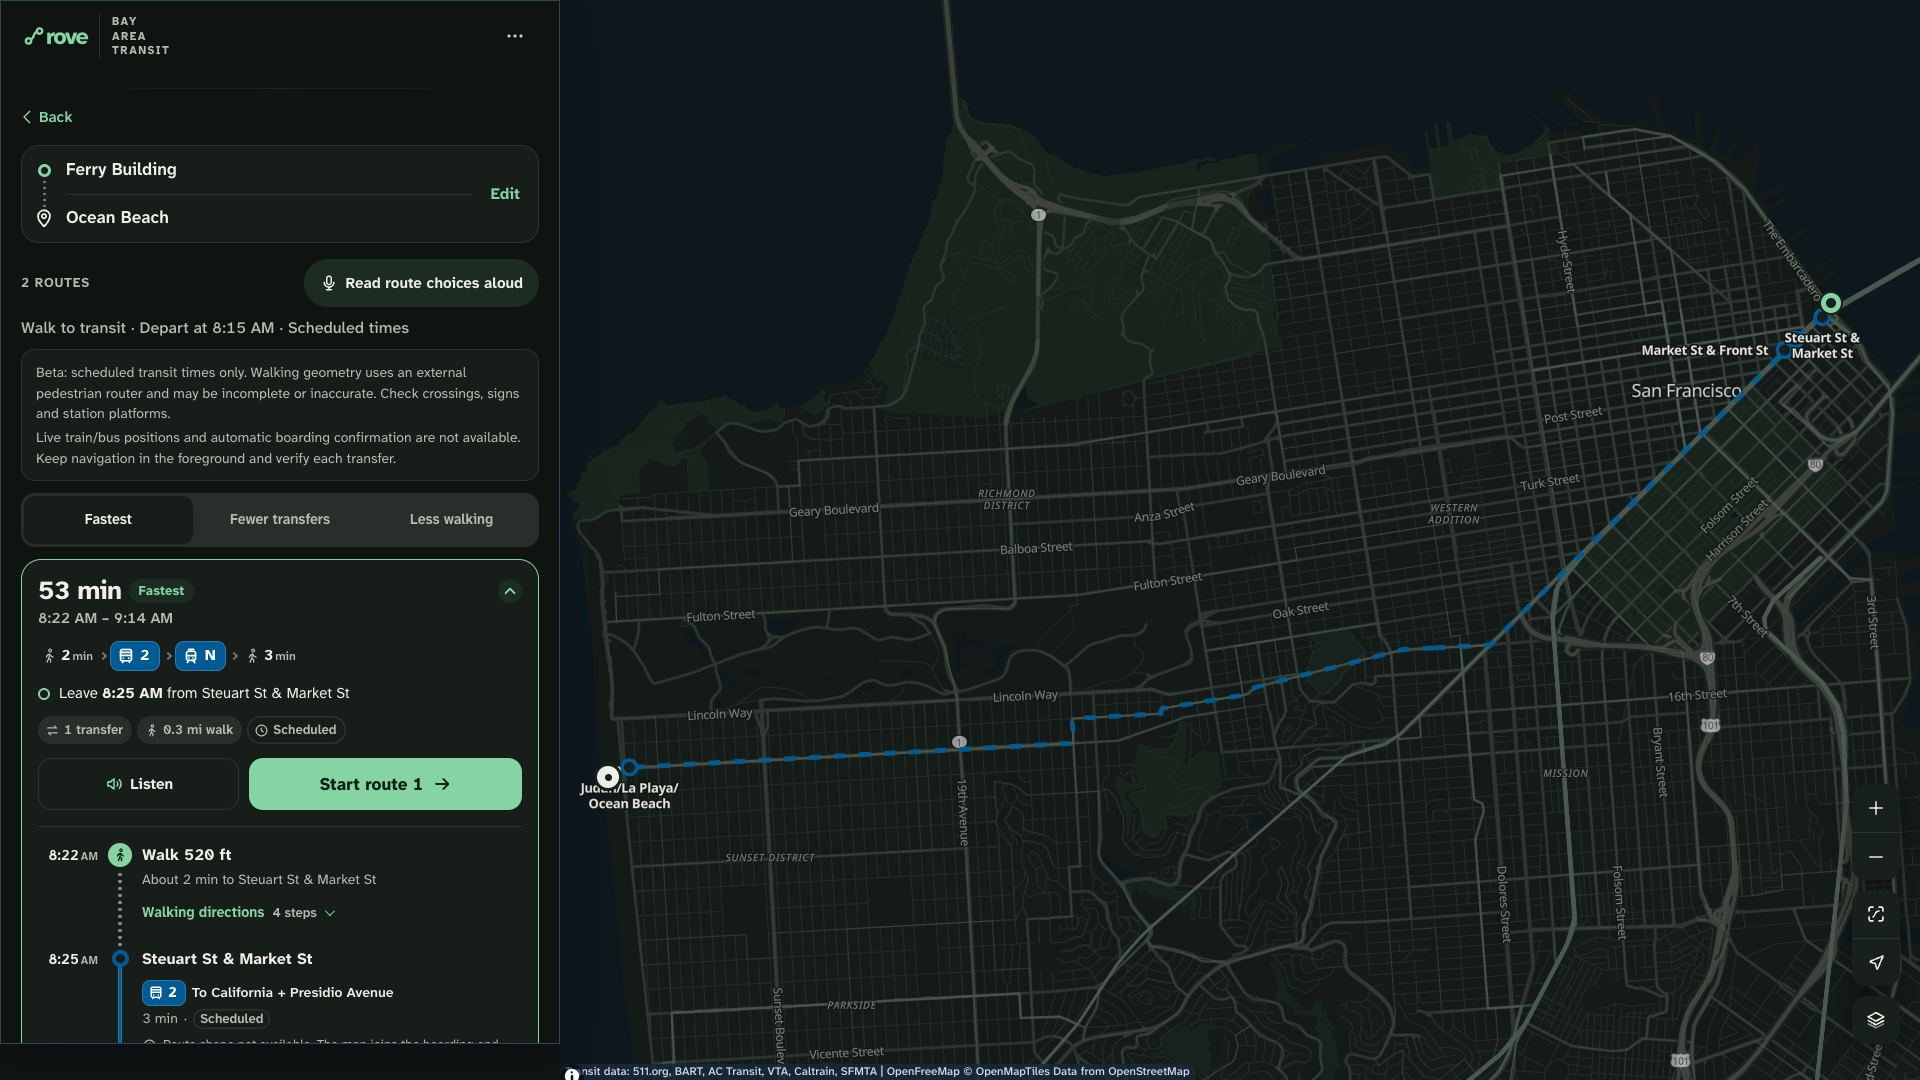 rove
BAY
AREA
TRANSIT
Back
Ferry Building
Edit
Ocean Beach
2 ROUTES
Read route choices aloud
Walk to transit · Depart at 8:15 AM · Scheduled times
Beta: scheduled transit times only. Walking geometry uses an external
pedestrian router and may be incomplete or inaccurate. Check crossings, signs
and station platforms.
Live train/bus positions and automatic boarding confirmation are not available.
Keep navigation in the foreground and verify each transfer.
Fastest
Fewer transfers
Less walking
53 min
Fastest
8:22 AM – 9:14 AM
2 min
2
N
3 min
Leave 8:25 AM from Steuart St & Market St
1 transfer
0.3 mi walk
Scheduled
Listen
Start route 1
8:22 AM
Walk 520 ft
About 2 min to Steuart St & Market St
Walking directions 4 steps
8:25 AM
Steuart St & Market St
2 To California + Presidio Avenue
3 min · Scheduled
1
The Embarcadero
Hyde Street
Steuart St &
Market St
Market St & Front St
San Francisco
Post Street
80
Geary Boulevard
Turk Street
RICHMOND
DISTRICT
Geary Boulevard
Anza Street
WESTERN
ADDITION
Folsom Street
Harrison Street
Balboa Street
Fulton Street
Fulton Street
Oak Street
7th Street
3rd Street
80
Lincoln Way
Lincoln Way
16th Street
101
1
Judah/La Playa/
Ocean Beach
19th Avenue
MISSION
Bryant Street
SUNSET DISTRICT
Dolores Street
Folsom Street
PARKSIDE
Vicente Street
101
Transit data: 511.org, BART, AC Transit, VTA, Caltrain, SFMTA | OpenFreeMap © OpenMapTiles Data from OpenStreetMap